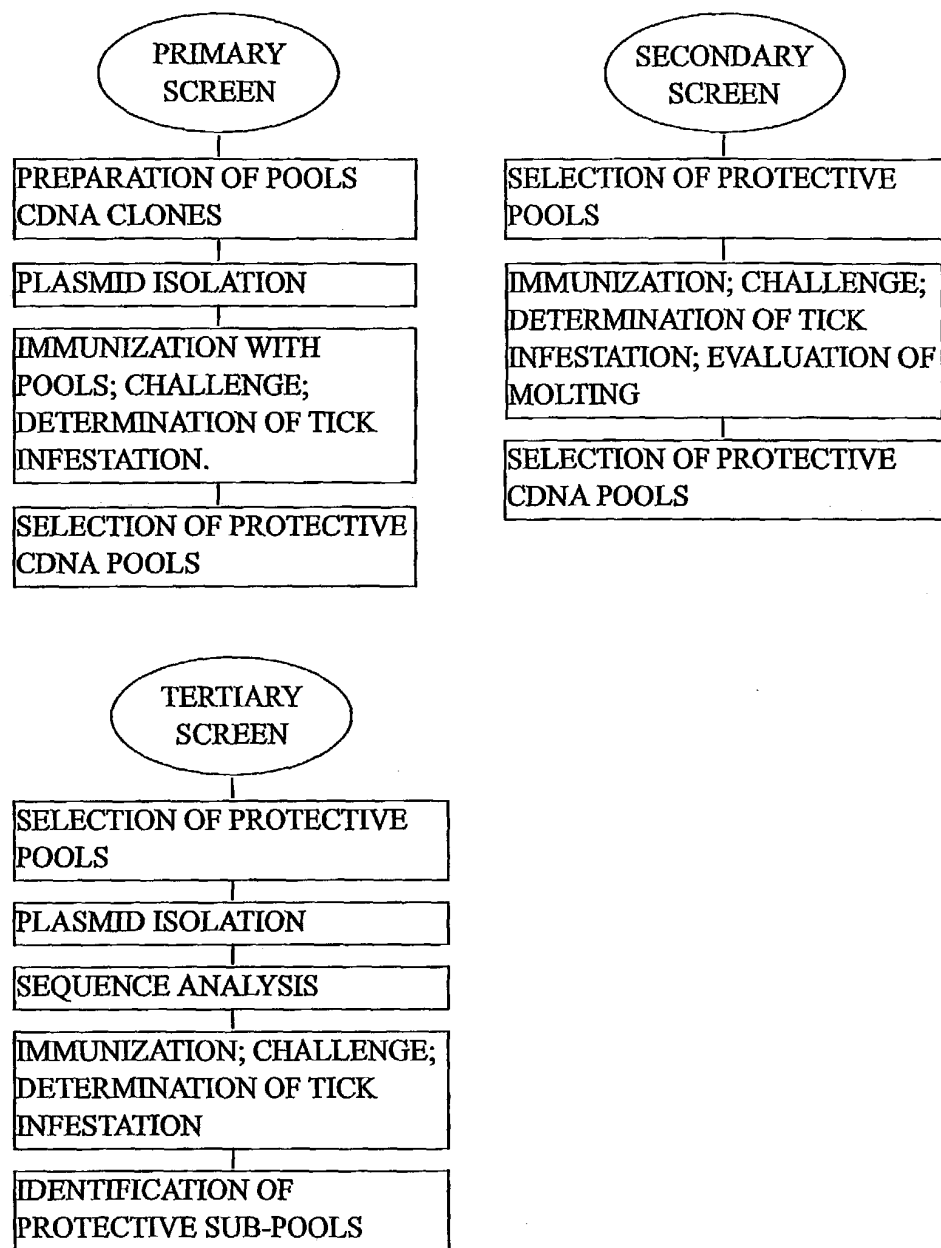 PRIMARY
SCREEN
PREPARATION OF POOLS
CDNA CLONES
PLASMID ISOLATION
IMMUNIZATION WITH
POOLS; CHALLENGE;
DETERMINATION OF TICK
INFESTATION.
SELECTION OF PROTECTIVE
CDNA POOLS
SECONDARY
SCREEN
SELECTION OF PROTECTIVE
POOLS
IMMUNIZATION; CHALLENGE;
DETERMINATION OF TICK
INFESTATION; EVALUATION OF
MOLTING
SELECTION OF PROTECTIVE
CDNA POOLS
TERTIARY
SCREEN
SELECTION OF PROTECTIVE
POOLS
PLASMID ISOLATION
SEQUENCE ANALYSIS
IMMUNIZATION; CHALLENGE;
DETERMINATION OF TICK
INFESTATION
IDENTIFICATION OF
PROTECTIVE SUB-POOLS